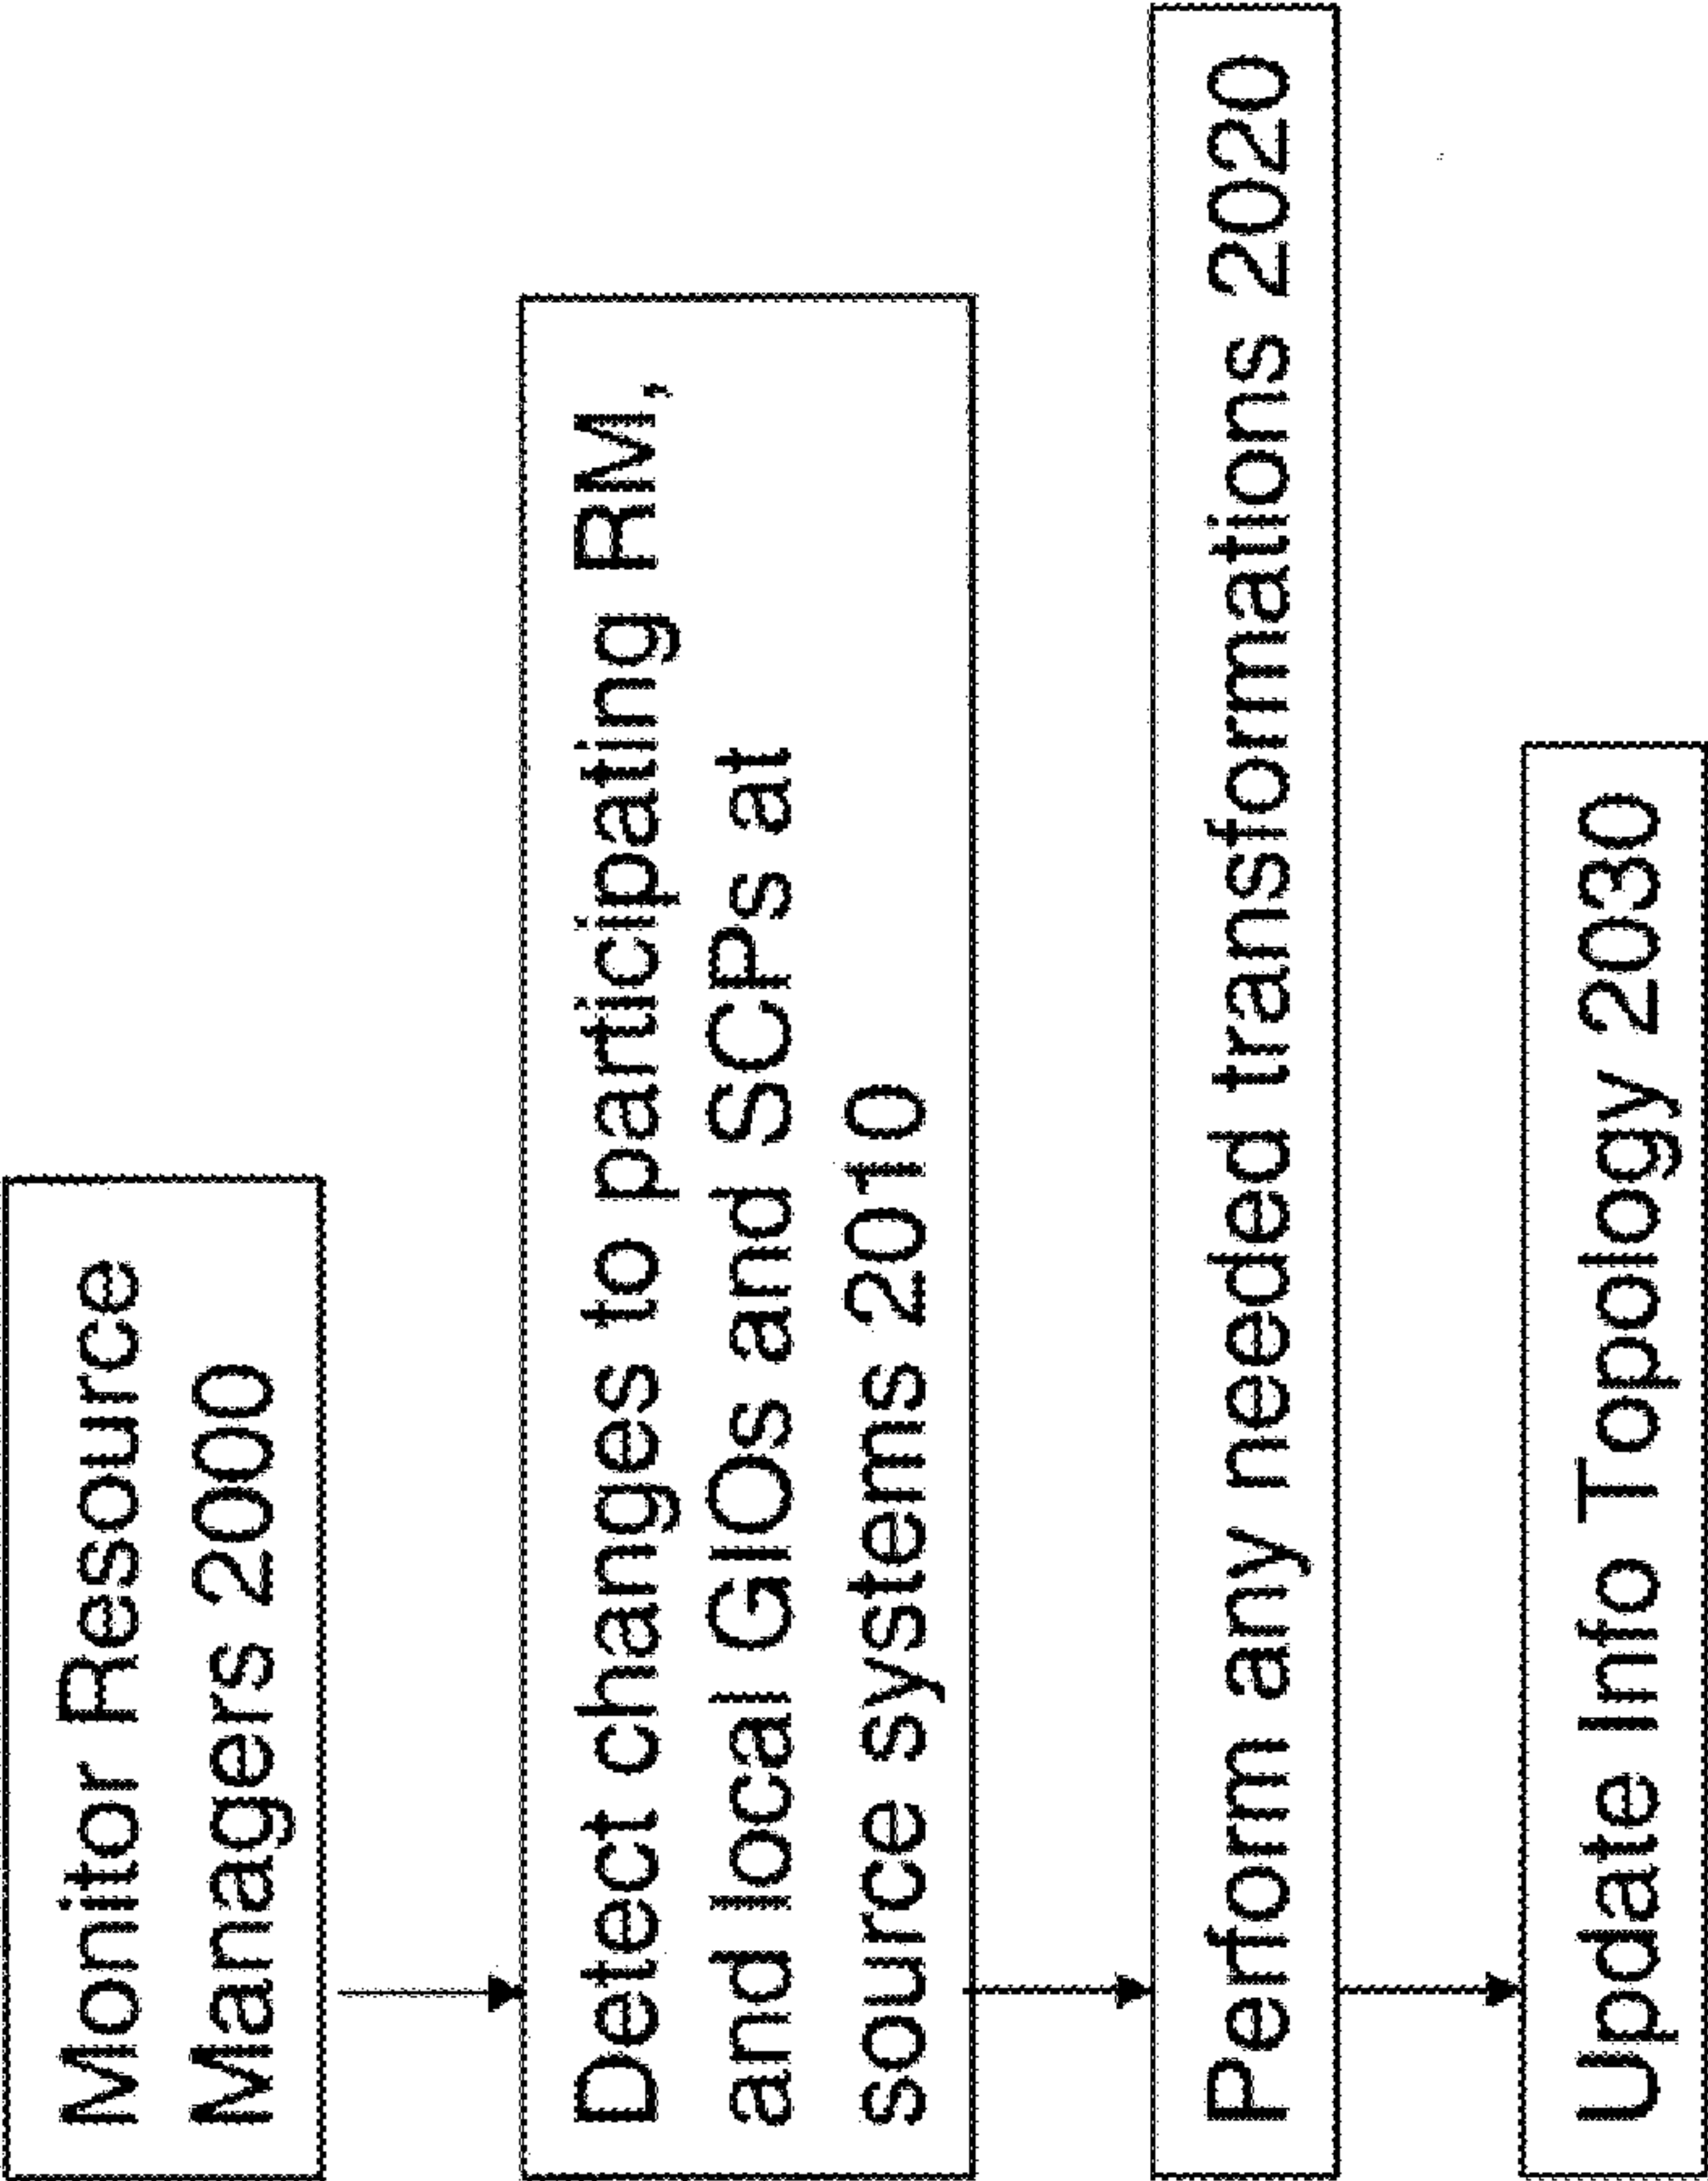 Monitor Resource
Managers 2000
Detect changes to participating RM,
and local GIOs and SCPs at
source systems 2010
Perform any needed transformations 2020
Update Info Topology 2030